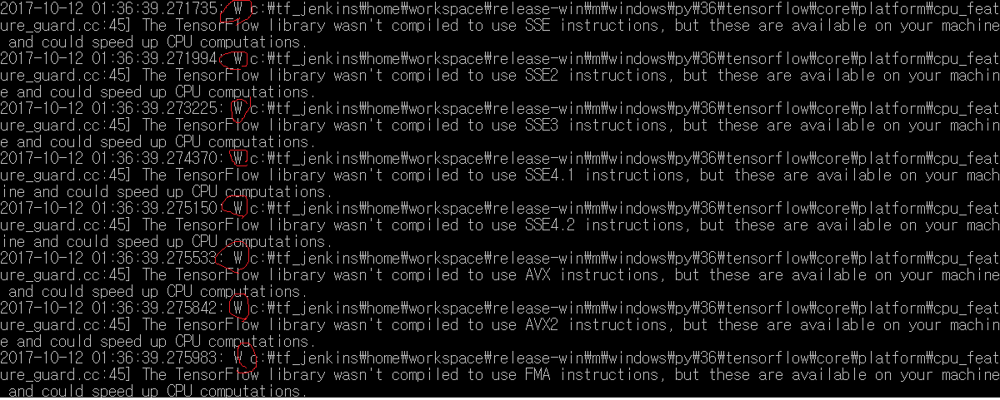 2017-10-12 01:36:39.271735: W c:₩tf_jenkins₩home₩workspace₩release-win₩m₩windows₩py₩36₩tensorflow₩core₩platform₩cpu_feat
ure_guard.cc:45] The TensorFlow library wasn't compiled to use SSE instructions, but these are available on your machine
 and could speed up CPU computations.
2017-10-12 01:36:39.271994: W c:₩tf_jenkins₩home₩workspace₩release-win₩m₩windows₩py₩36₩tensorflow₩core₩platform₩cpu_feat
ure_guard.cc:45] The TensorFlow library wasn't compiled to use SSE2 instructions, but these are available on your machin
e and could speed up CPU computations.
2017-10-12 01:36:39.273225: W c:₩tf_jenkins₩home₩workspace₩release-win₩m₩windows₩py₩36₩tensorflow₩core₩platform₩cpu_feat
ure_guard.cc:45] The TensorFlow library wasn't compiled to use SSE3 instructions, but these are available on your machin
e and could speed up CPU computations.
2017-10-12 01:36:39.274370: W c:₩tf_jenkins₩home₩workspace₩release-win₩m₩windows₩py₩36₩tensorflow₩core₩platform₩cpu_feat
ure_guard.cc:45] The TensorFlow library wasn't compiled to use SSE4.1 instructions, but these are available on your mach
ine and could speed up CPU computations.
2017-10-12 01:36:39.275150: W c:₩tf_jenkins₩home₩workspace₩release-win₩m₩windows₩py₩36₩tensorflow₩core₩platform₩cpu_feat
ure_guard.cc:45] The TensorFlow library wasn't compiled to use SSE4.2 instructions, but these are available on your mach
ine and could speed up CPU computations.
2017-10-12 01:36:39.275533: W c:₩tf_jenkins₩home₩workspace₩release-win₩m₩windows₩py₩36₩tensorflow₩core₩platform₩cpu_feat
ure_guard.cc:45] The TensorFlow library wasn't compiled to use AVX instructions, but these are available on your machine
 and could speed up CPU computations.
2017-10-12 01:36:39.275842: W c:₩tf_jenkins₩home₩workspace₩release-win₩m₩windows₩py₩36₩tensorflow₩core₩platform₩cpu_feat
ure_guard.cc:45] The TensorFlow library wasn't compiled to use AVX2 instructions, but these are available on your machin
e and could speed up CPU computations.
2017-10-12 01:36:39.275983: W c:₩tf_jenkins₩home₩workspace₩release-win₩m₩windows₩py₩36₩tensorflow₩core₩platform₩cpu_feat
ure_guard.cc:45] The TensorFlow library wasn't compiled to use FMA instructions, but these are available on your machine
 and could speed up CPU computations.